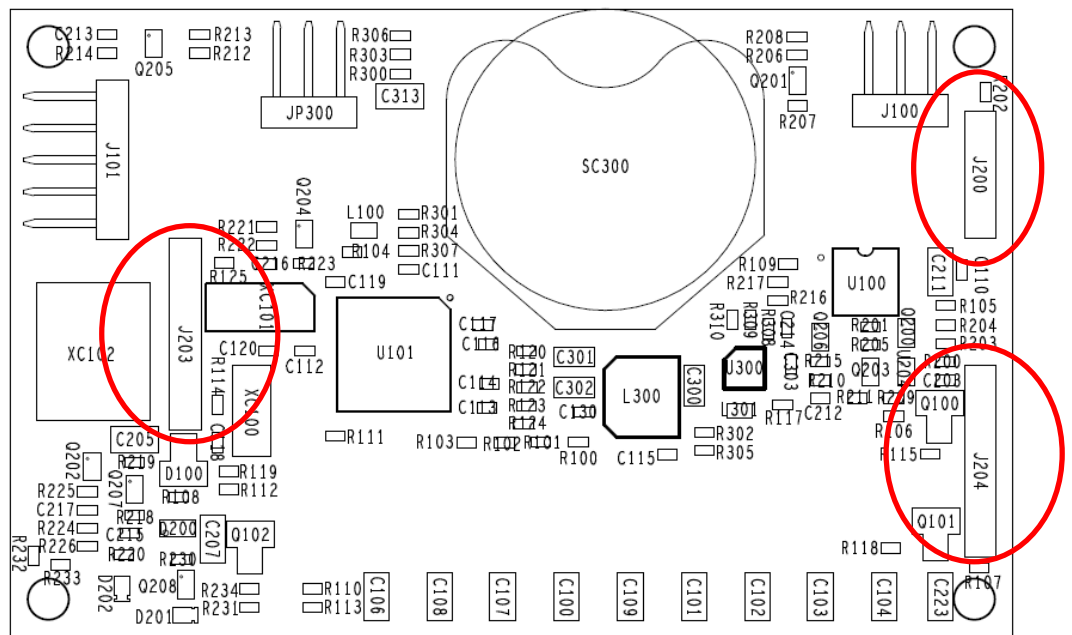 C213 R213 R306 R208
R214 R212 R303 R206
Q205 R300 Q201
C313 R207 R202
JP300 J100
J101 SC300 J200
Q204 L100 R301
R221 R304
R222 R104 R307
R125 C216 R223 C111 R109
C119 R217 U100 C211 Q110
XC101 R216 R105
R310 R309 R308 C214 Q206 R201 Q200 R204
C117
J203 C116 R205 R203
XC102 C120 C112 U101 R120 C301 U300 C303 R215 Q203 U204 R200
R121
R114 C114 R122 C302 L300 C300 R210 C203
XC100 C113 R123 C130 L301 R117 C212 R211 R209 Q100
R124 R106
C205 C118 R111 R103 R102 R101 R100 R302
R219 D100 C115 R305 R115 J204
Q202 R119
R225 Q207 R108 R112
C217 R218
R224 C215 D200 C207 Q102 Q101
R226 R220 R230 R118
R232 R233 R107
D202 Q208 R234 R110 C106 C108 C107 C100 C109 C101 C102 C103 C104 C223
D201 R231 R113